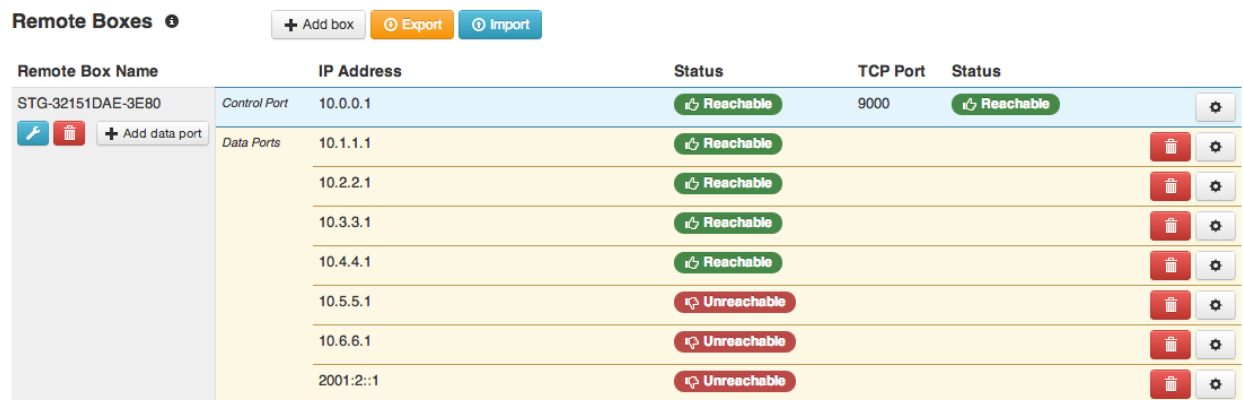 Remote Boxes
Add box Export Import
Remote Box Name IP Address Status TCP Port Status
STG-32151DAE-3E80 Control Port 10.0.0.1 Reachable 9000 Reachable
Add data port Data Ports 10.1.1.1 Reachable
10.2.2.1 Reachable
10.3.3.1 Reachable
10.4.4.1 Reachable
10.5.5.1 Unreachable
10.6.6.1 Unreachable
2001:2::1 Unreachable